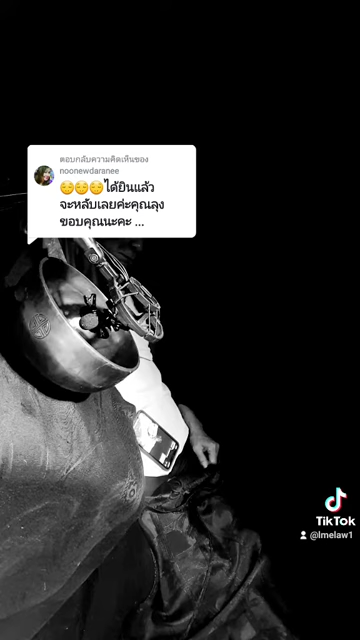 ตอบกลับความคิดเห็นของ
noonewdaranee
😌😌😌ได้ยินแล้ว
จะหลับเลยค่ะคุณลุง
ขอบคุณนะคะ ...
TikTok
@lmelaw1